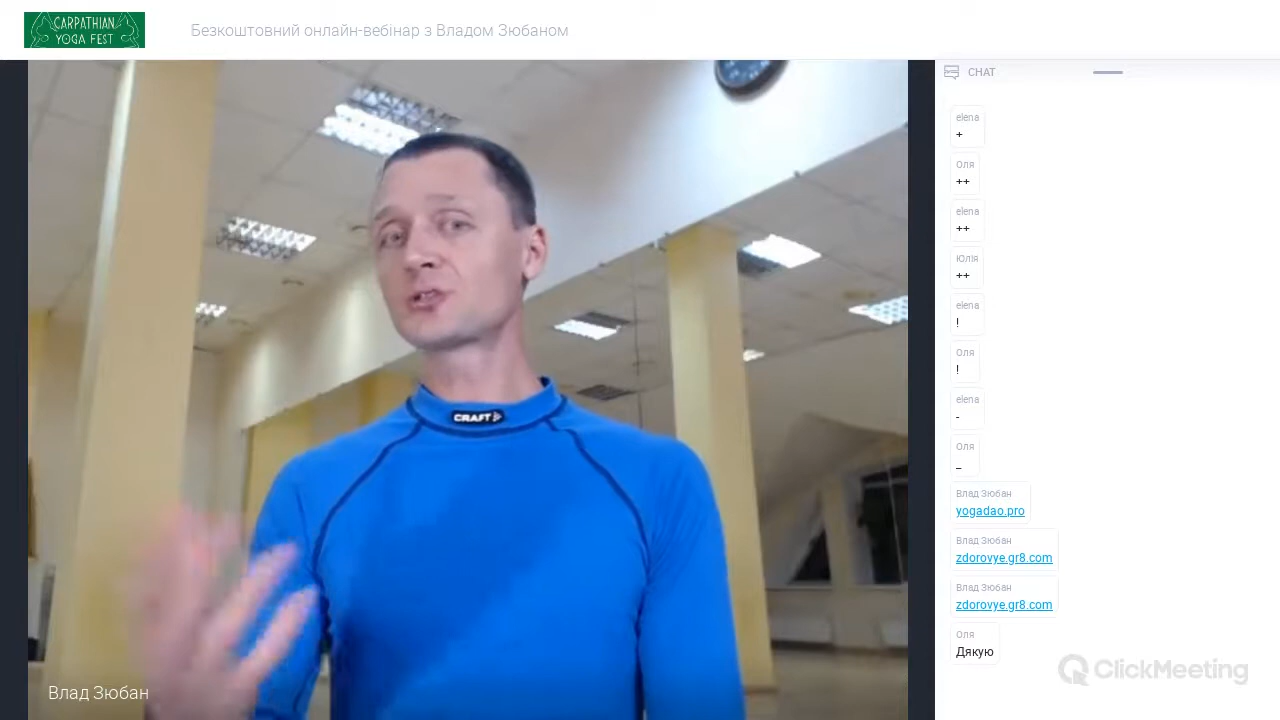 CARPATHIAN
YOGA FEST
Безкоштовний онлайн-вебінар з Владом Зюбаном
CHAT
elena
+
Оля
++
elena
++
Юлія
++
elena
!
Оля
!
elena
-
Оля
_
Влад Зюбан
yogadao.pro
Влад Зюбан
zdorovye.gr8.com
Влад Зюбан
zdorovye.gr8.com
Оля
Дякую
CRAFT
Влад Зюбан
ClickMeeting